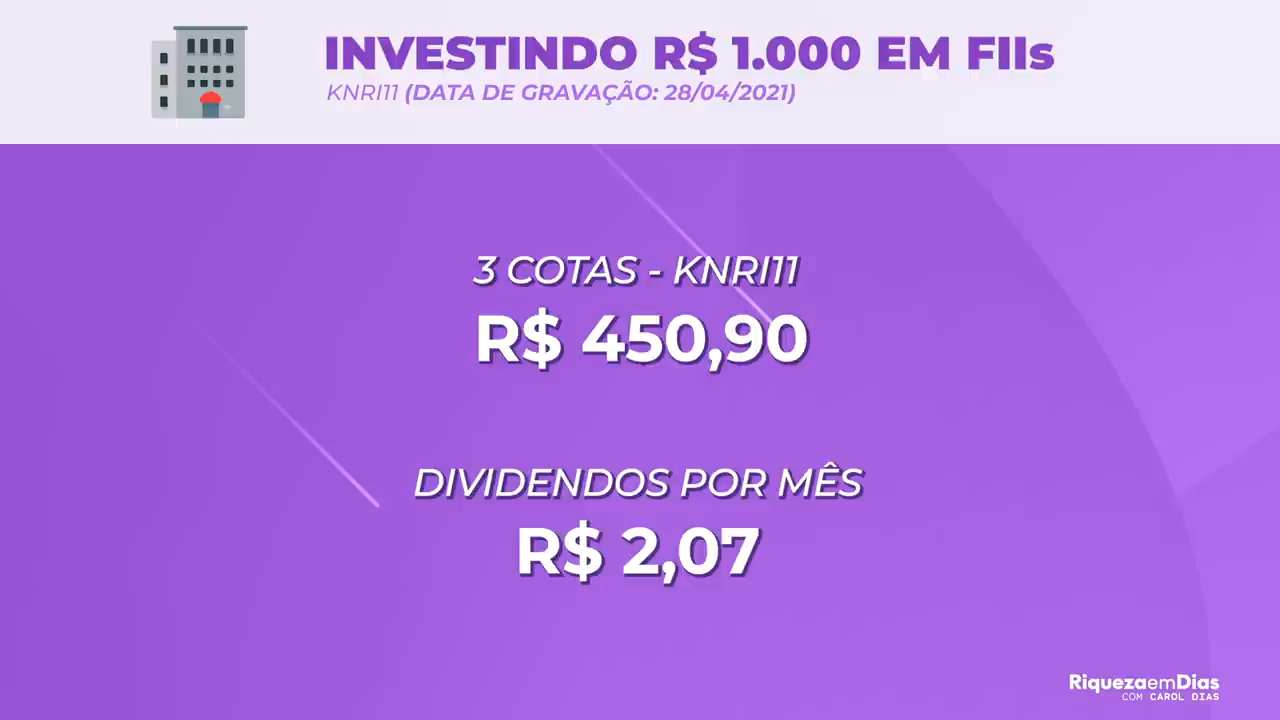 INVESTINDO R$ 1.000 EM FIIs
KNRI11 (DATA DE GRAVAÇÃO: 28/04/2021)
3 COTAS - KNRI11
R$ 450,90
DIVIDENDOS POR MÊS
R$ 2,07
RiquezaemDias
COM CAROL DIAS